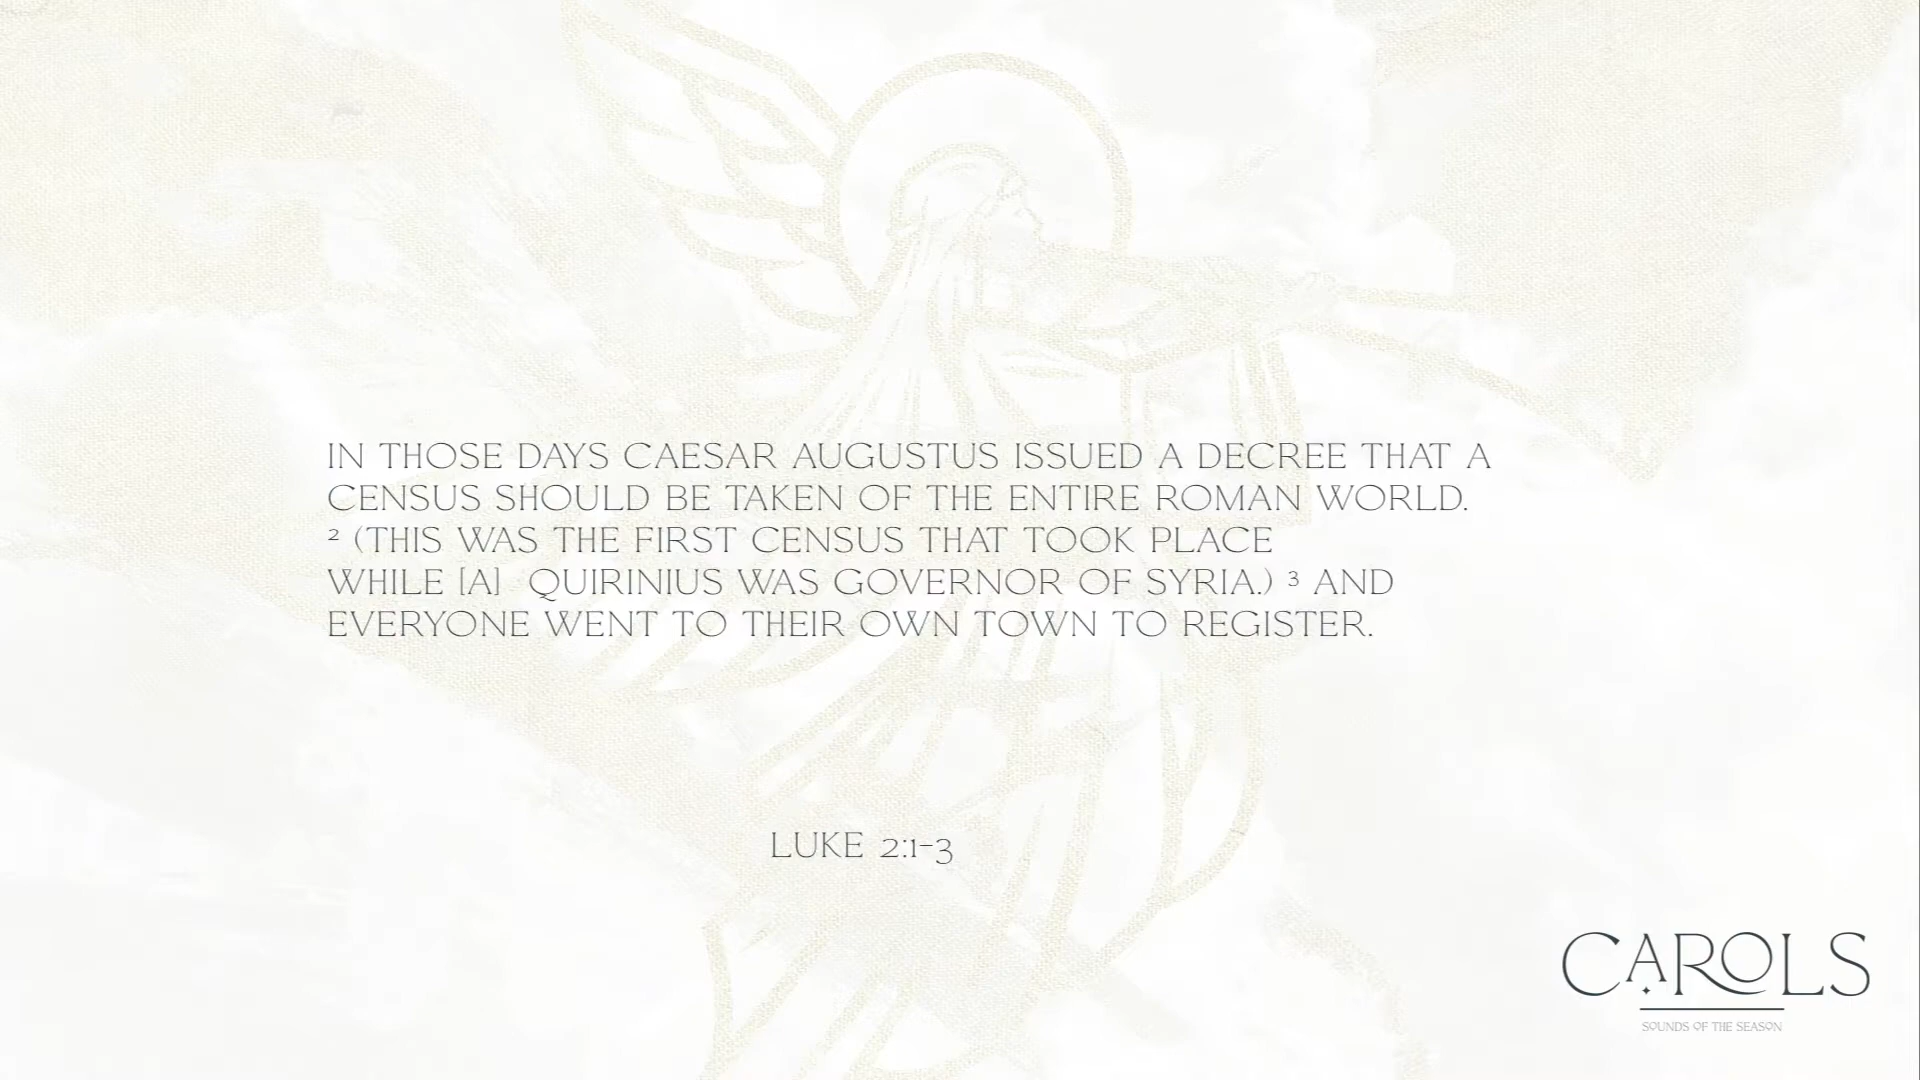 IN THOSE DAYS CAESAR AUGUSTUS ISSUED A DECREE THAT A
CENSUS SHOULD BE TAKEN OF THE ENTIRE ROMAN WORLD.
² (THIS WAS THE FIRST CENSUS THAT TOOK PLACE
WHILE [A] QUIRINIUS WAS GOVERNOR OF SYRIA.) ³ AND
EVERYONE WENT TO THEIR OWN TOWN TO REGISTER.
LUKE 2:1-3
CAROLS
SOUNDS OF THE SEASON